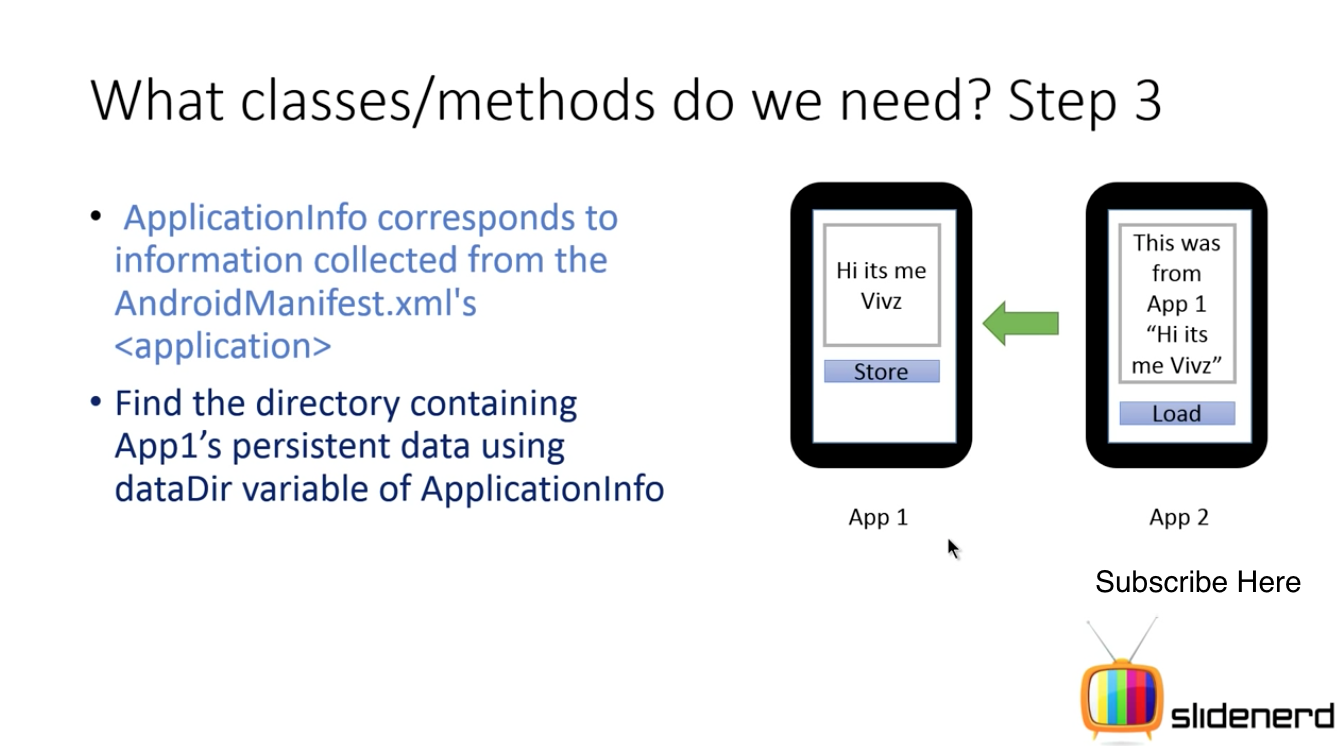 What classes/methods do we need? Step 3
• ApplicationInfo corresponds to
information collected from the
AndroidManifest.xml's
<application>
• Find the directory containing
App1’s persistent data using
dataDir variable of ApplicationInfo
Hi its me
Vivz
Store
App 1
This was
from
App 1
“Hi its
me Vivz”
Load
App 2
Subscribe Here
slidenerd